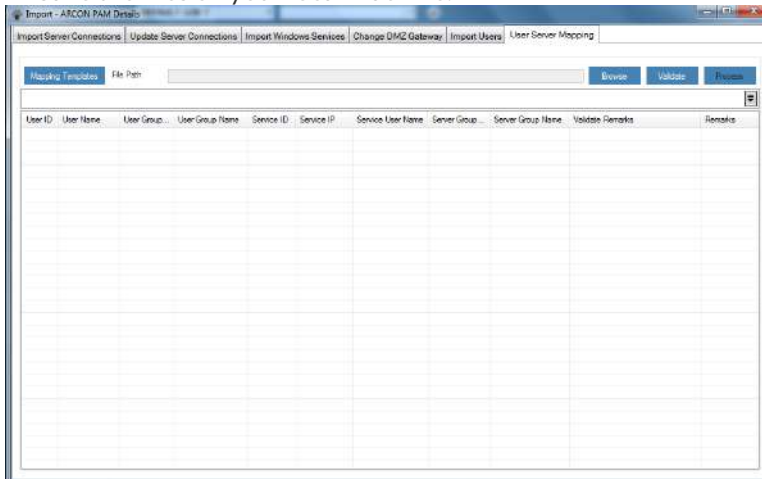 Import - ARCON PAM Details
Import Server Connections Update Server Connections Import Windows Services Change DMZ Gateway Import Users User Server Mapping
Mapping Templates File Path Browse Validate Process
User ID User Name User Group... User Group Name Service ID Service IP Service User Name Server Group... Server Group Name Validate Remarks Remarks